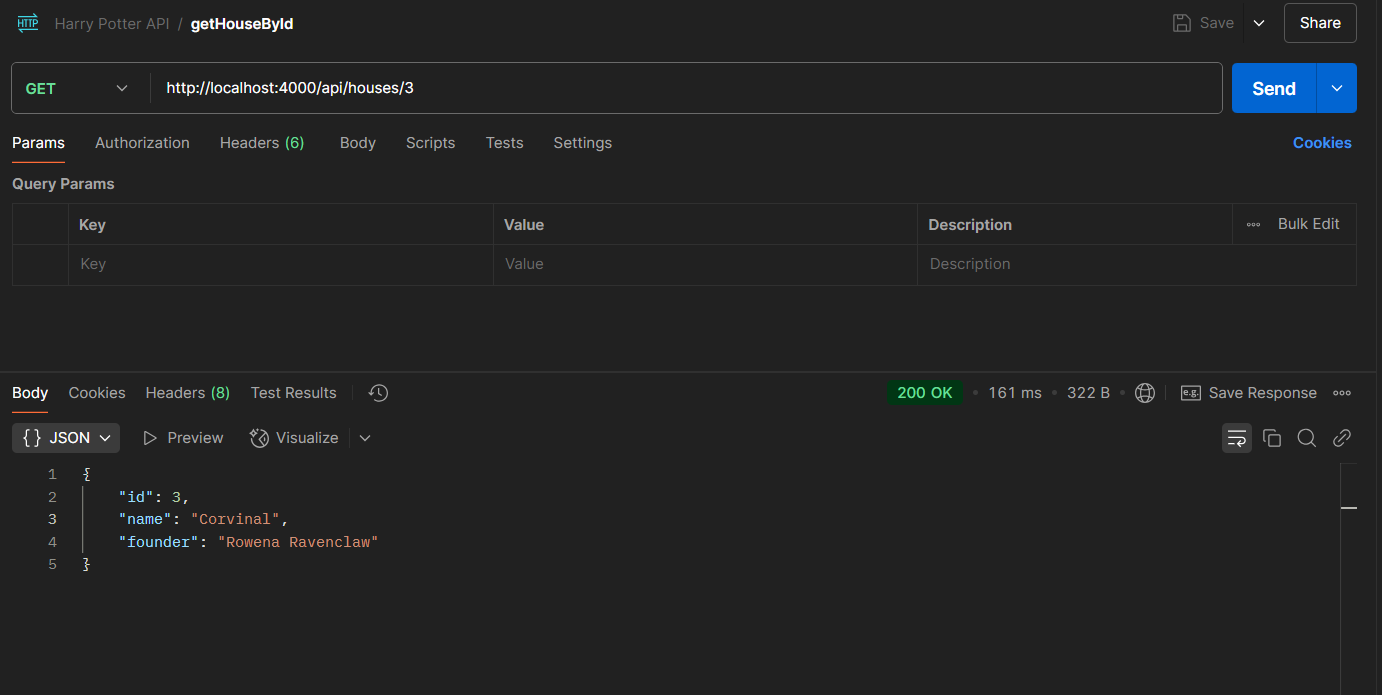 HTTP Harry Potter API / getHouseById Save Share
GET http://localhost:4000/api/houses/3 Send
Params Authorization Headers (6) Body Scripts Tests Settings Cookies
Query Params
Key Value Description Bulk Edit
Key Value Description
Body Cookies Headers (8) Test Results 200 OK • 161 ms • 322 B • e.g. Save Response
{} JSON Preview Visualize
1 {
2 "id": 3,
3 "name": "Corvinal",
4 "founder": "Rowena Ravenclaw"
5 }